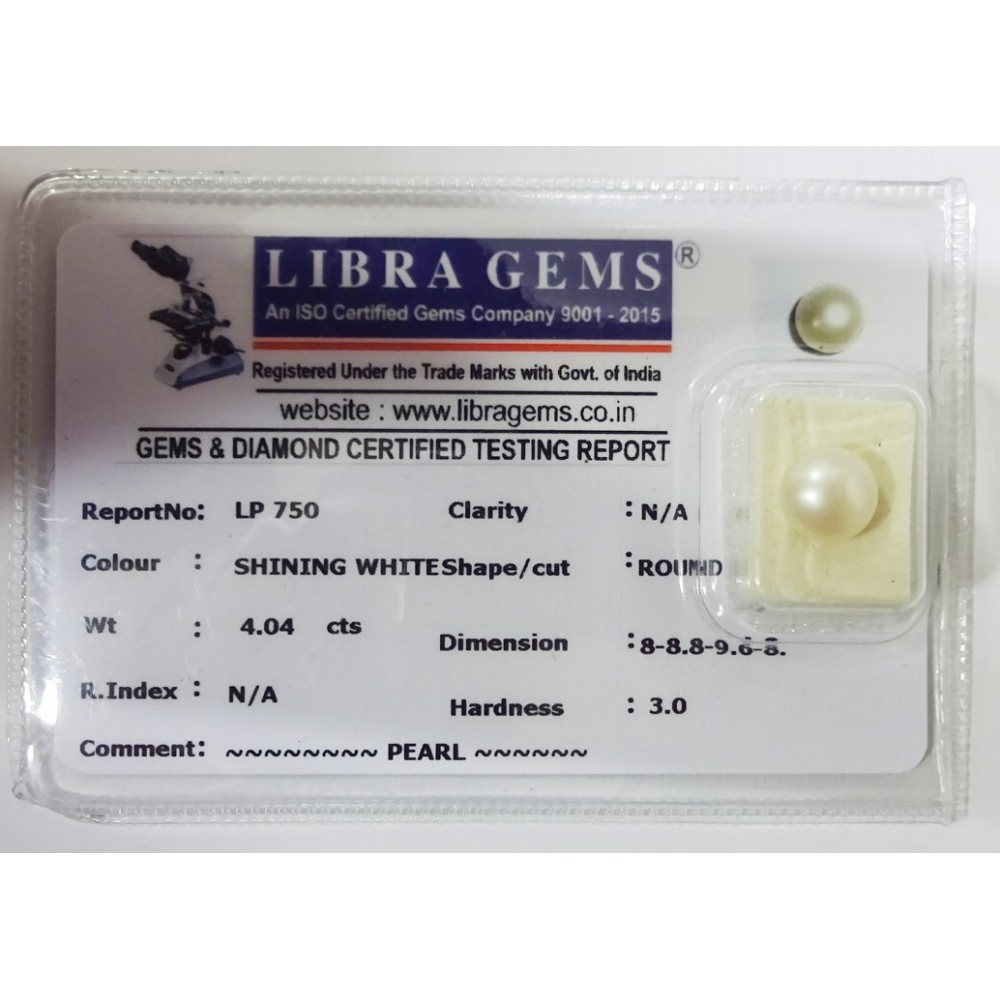 LIBRA GEMS®
An ISO Certified Gems Company 9001 - 2015
Registered Under the Trade Marks with Govt. of India
website : www.libragems.co.in
GEMS & DIAMOND CERTIFIED TESTING REPORT
ReportNo: LP 750 Clarity : N/A
Colour : SHINING WHITE Shape/cut : ROUND
Wt : 4.04 cts Dimension : 8-8.8-9.6-8.
R.Index : N/A Hardness : 3.0
Comment: ~~~~~~~~ PEARL ~~~~~~